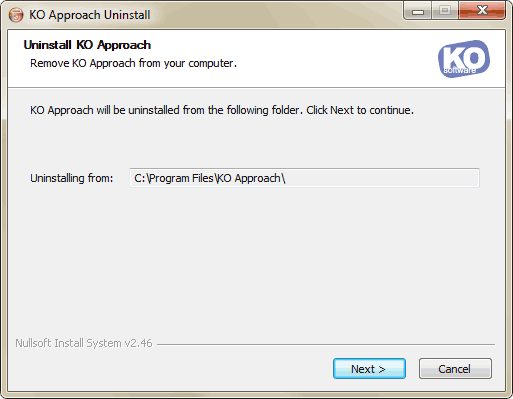 KO Approach Uninstall
Uninstall KO Approach
Remove KO Approach from your computer.
KO
software
KO Approach will be uninstalled from the following folder. Click Next to continue.
Uninstalling from: C:\Program Files\KO Approach\
Nullsoft Install System v2.46
Next > Cancel